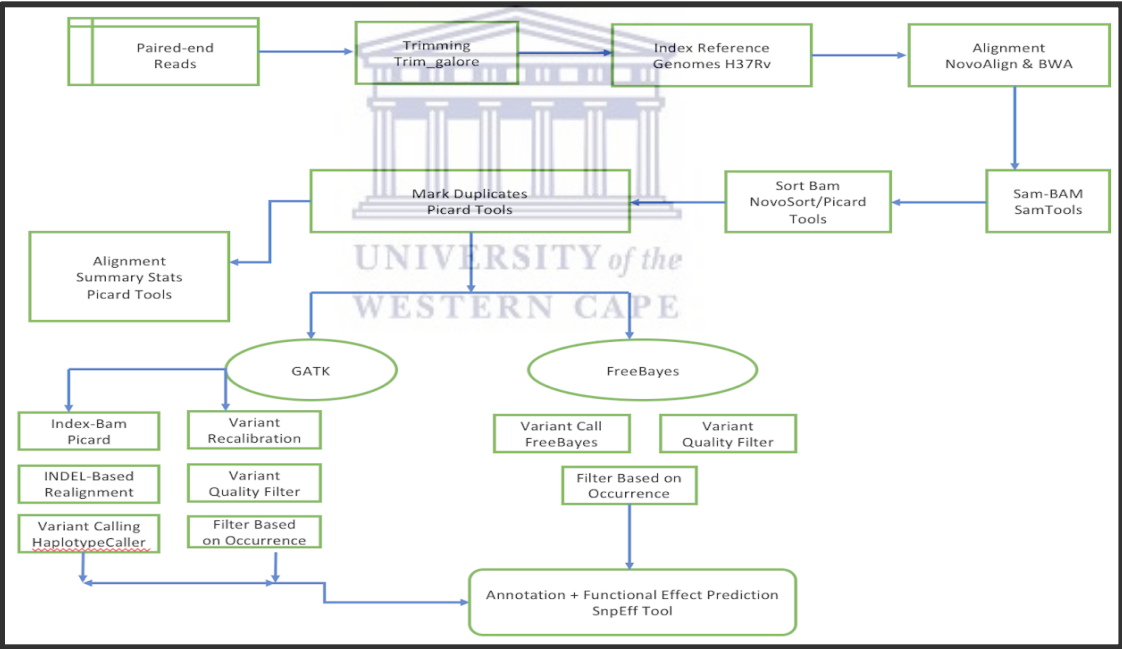 Paired-end
Reads
Trimming
Trim_galore
Index Reference
Genomes H37Rv
Alignment
NovoAlign & BWA
Mark Duplicates
Picard Tools
Sort Bam
NovoSort/Picard
Tools
Sam-BAM
SamTools
Alignment
Summary Stats
Picard Tools
UNIVERSITY of the
WESTERN CAPE
GATK
FreeBayes
Index-Bam
Picard
Variant
Recalibration
Variant Call
FreeBayes
Variant
Quality Filter
INDEL-Based
Realignment
Variant
Quality Filter
Filter Based on
Occurrence
Variant Calling
HaplotypeCaller
Filter Based
on Occurrence
Annotation + Functional Effect Prediction
SnpEff Tool